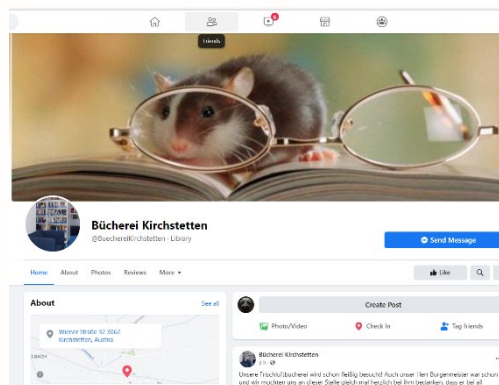 6
Friends
Bücherei Kirchstetten
@BuechereiKirchstetten · Library
Send Message
Home About Photos Reviews More
Like
About
See all
Wiener Straße 32 3062
Kirchstetten, Austria
Create Post
Photo/Video
Check In
Tag friends
Bücherei Kirchstetten
Unsere Frischluftbücherei wird schon fleißig besucht! Auch unser Herr Bürgermeister war schon
und wir möchten uns an dieser Stelle gleich mal herzlich bei ihm bedanken, dass er bei all